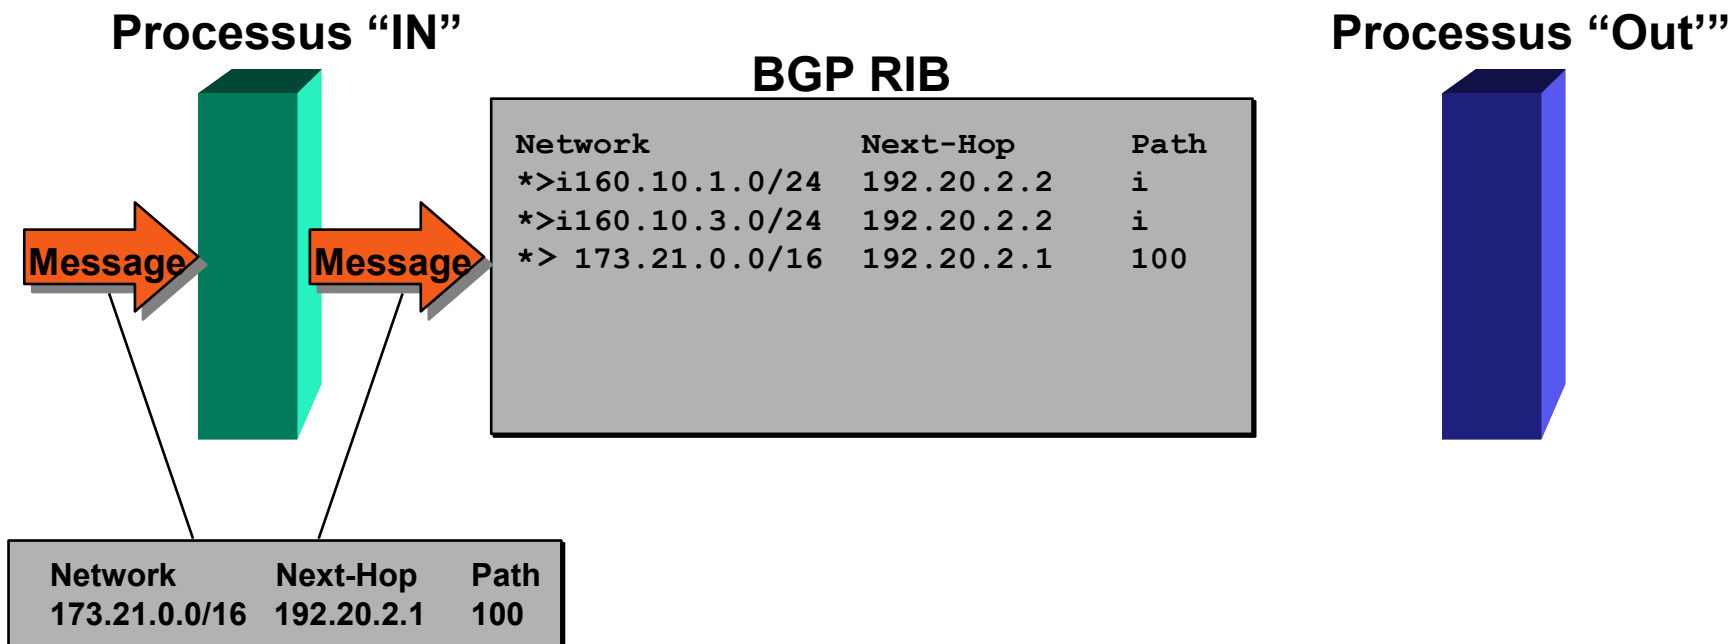 Processus “IN”
Processus “Out’”
BGP RIB
Network Next-Hop Path
*>i160.10.1.0/24 192.20.2.2 i
*>i160.10.3.0/24 192.20.2.2 i
*> 173.21.0.0/16 192.20.2.1 100
Message
Message
Network Next-Hop Path
173.21.0.0/16 192.20.2.1 100